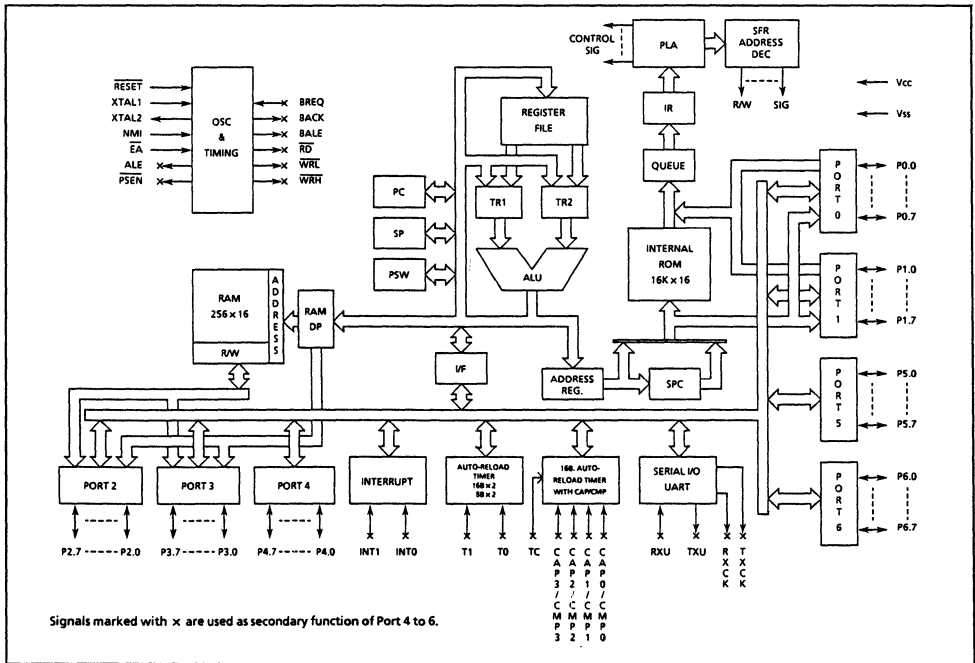 CONTROL SIG
PLA
SFR ADDRESS DEC
R/W
SIG
Vcc
Vss
RESET
XTAL1
XTAL2
NMI
EA
ALE
PSEN
OSC & TIMING
BREQ
BACK
BALE
RD
WRL
WRH
REGISTER FILE
IR
QUEUE
PC
SP
PSW
TR1
TR2
ALU
INTERNAL ROM 16K × 16
PORT 0
P0.0
P0.7
PORT 1
P1.0
P1.7
RAM 256 × 16
R/W
ADDRESS
RAM DP
I/F
ADDRESS REG.
SPC
PORT 5
P5.0
P5.7
PORT 6
P6.0
P6.7
PORT 2
PORT 3
PORT 4
INTERRUPT
AUTO-RELOAD TIMER 16B × 2 8B × 2
16B. AUTO-RELOAD TIMER WITH CAP/CMP
SERIAL I/O UART
P2.7 P2.0
P3.7 P3.0
P4.7 P4.0
INT1
INT0
T1
T0
TC
CAP3/CMP3
CAP2/CMP2
CAP1/CMP1
CAP0/CMP0
RXU
TXU
RXCK
TXCK
Signals marked with × are used as secondary function of Port 4 to 6.